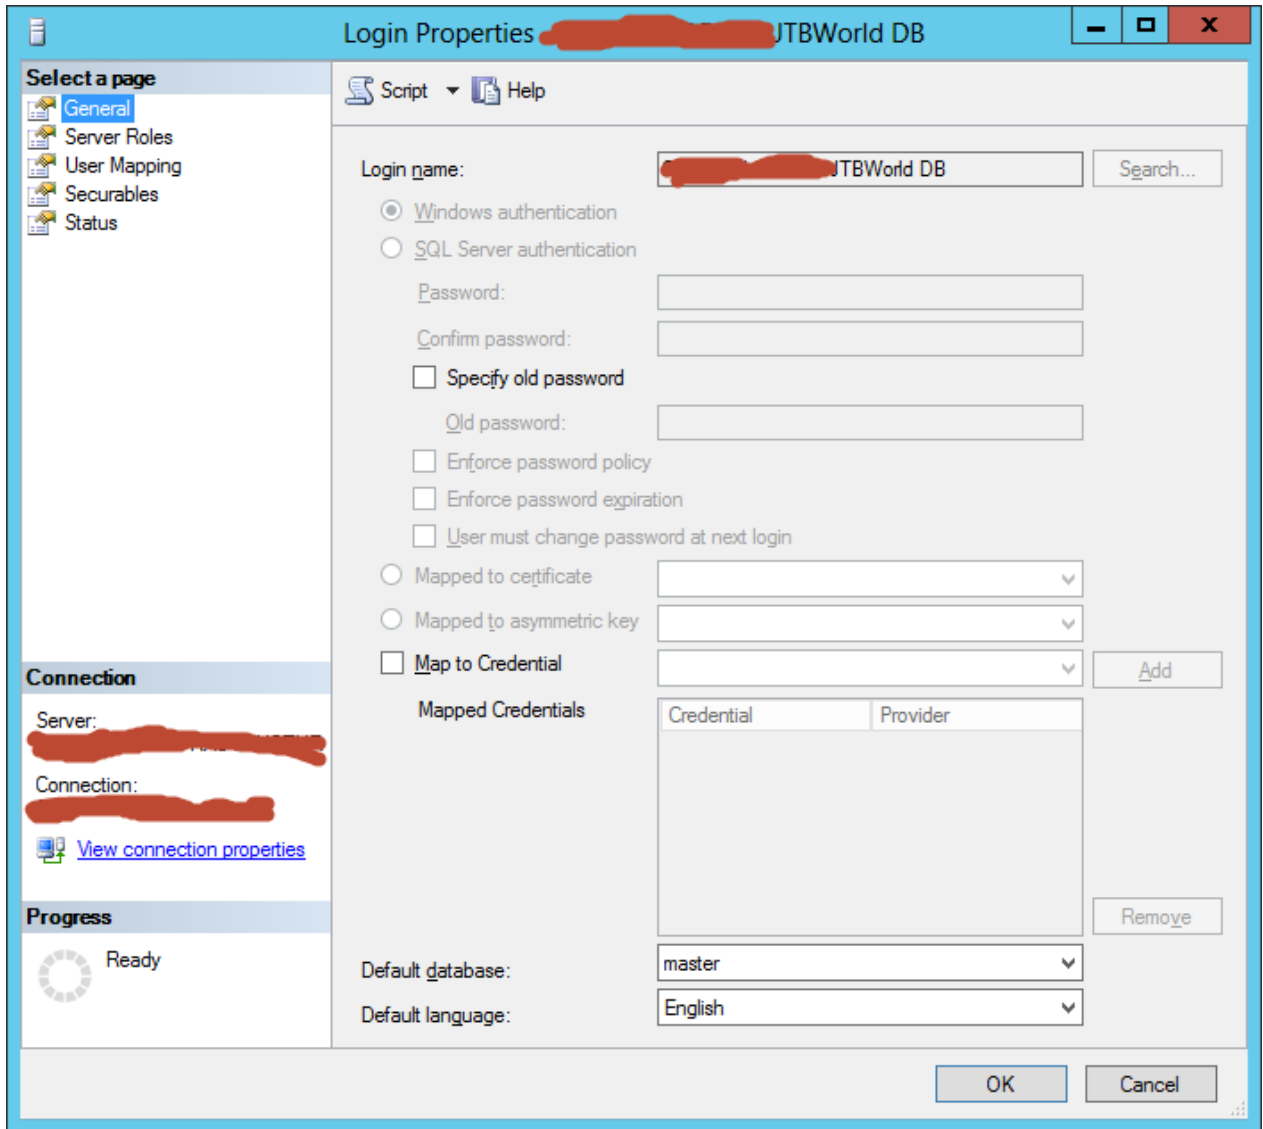 Login Properties JTBWorld DB
Select a page
General
Server Roles
User Mapping
Securables
Status
Script Help
Login name: JTBWorld DB Search...
Windows authentication
SQL Server authentication
Password:
Confirm password:
Specify old password
Old password:
Enforce password policy
Enforce password expiration
User must change password at next login
Mapped to certificate
Mapped to asymmetric key
Map to Credential Add
Mapped Credentials Credential Provider
Remove
Default database: master
Default language: English
Connection
Server:
Connection:
View connection properties
Progress
Ready
OK Cancel